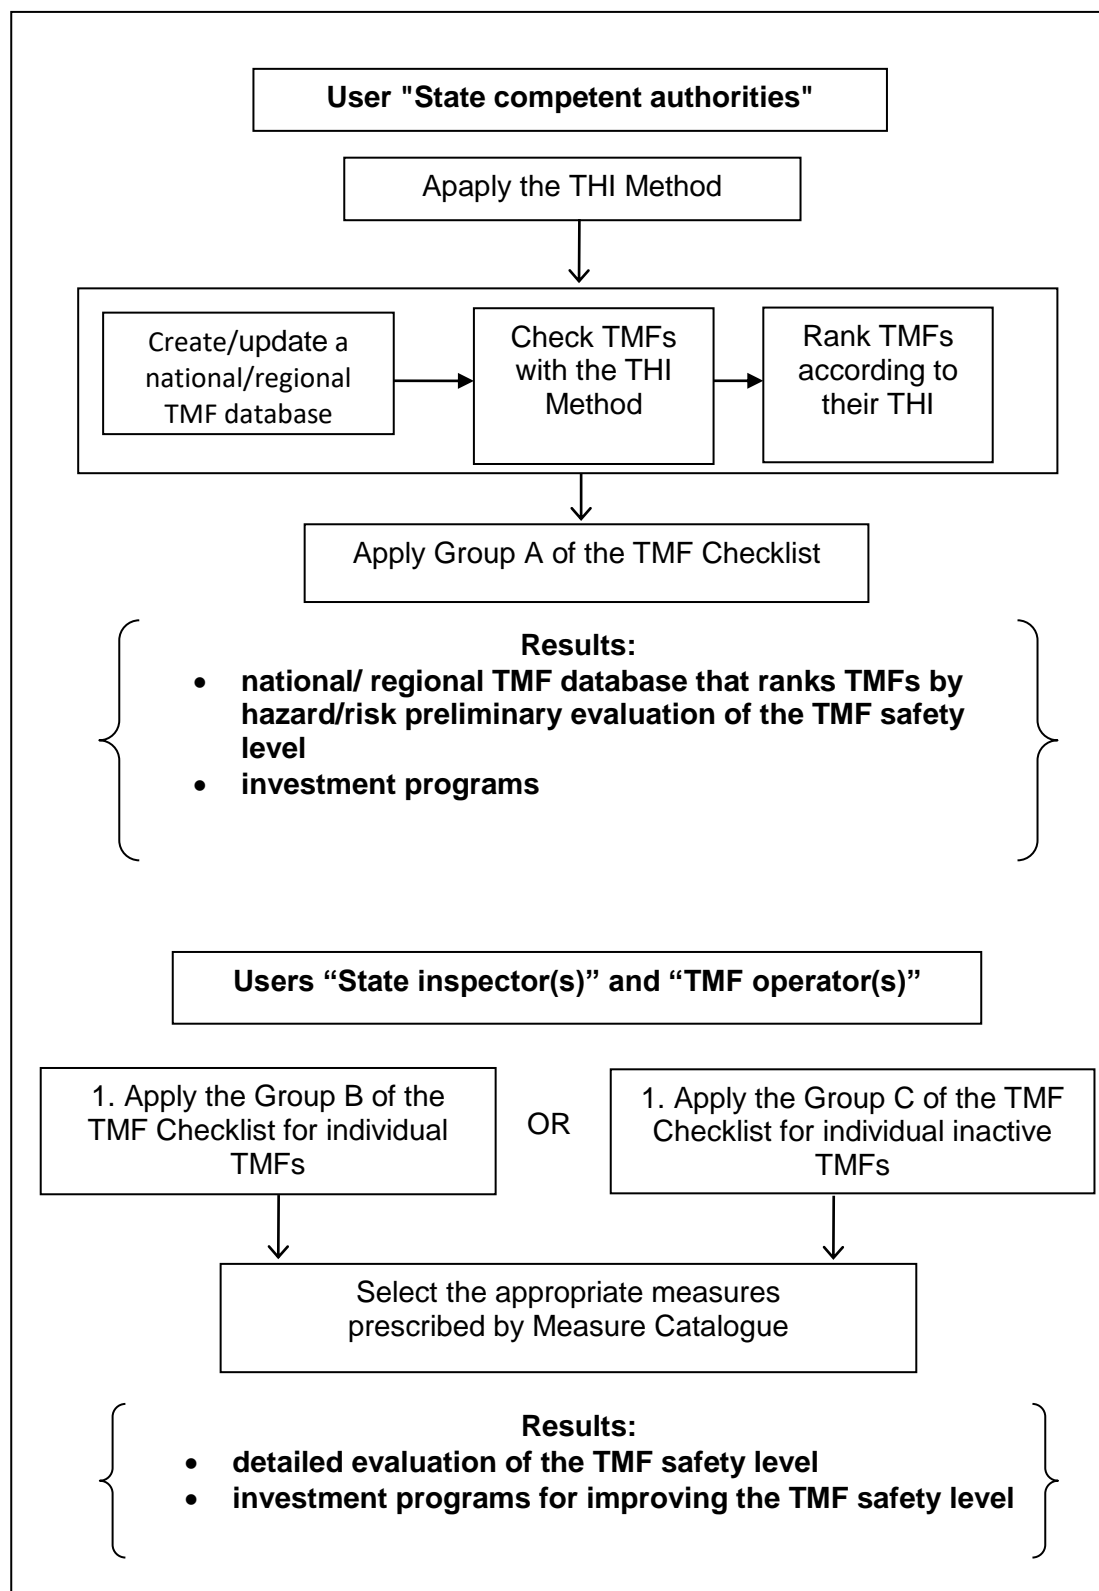 User "State competent authorities"
Apaply the THI Method
Create/update a
national/regional
TMF database
Check TMFs
with the THI
Method
Rank TMFs
according to
their THI
Apply Group A of the TMF Checklist
Results:
• national/ regional TMF database that ranks TMFs by
hazard/risk preliminary evaluation of the TMF safety
level
• investment programs
Users “State inspector(s)” and “TMF operator(s)”
1. Apply the Group B of the
TMF Checklist for individual
TMFs
OR
1. Apply the Group C of the TMF
Checklist for individual inactive
TMFs
Select the appropriate measures
prescribed by Measure Catalogue
Results:
• detailed evaluation of the TMF safety level
• investment programs for improving the TMF safety level